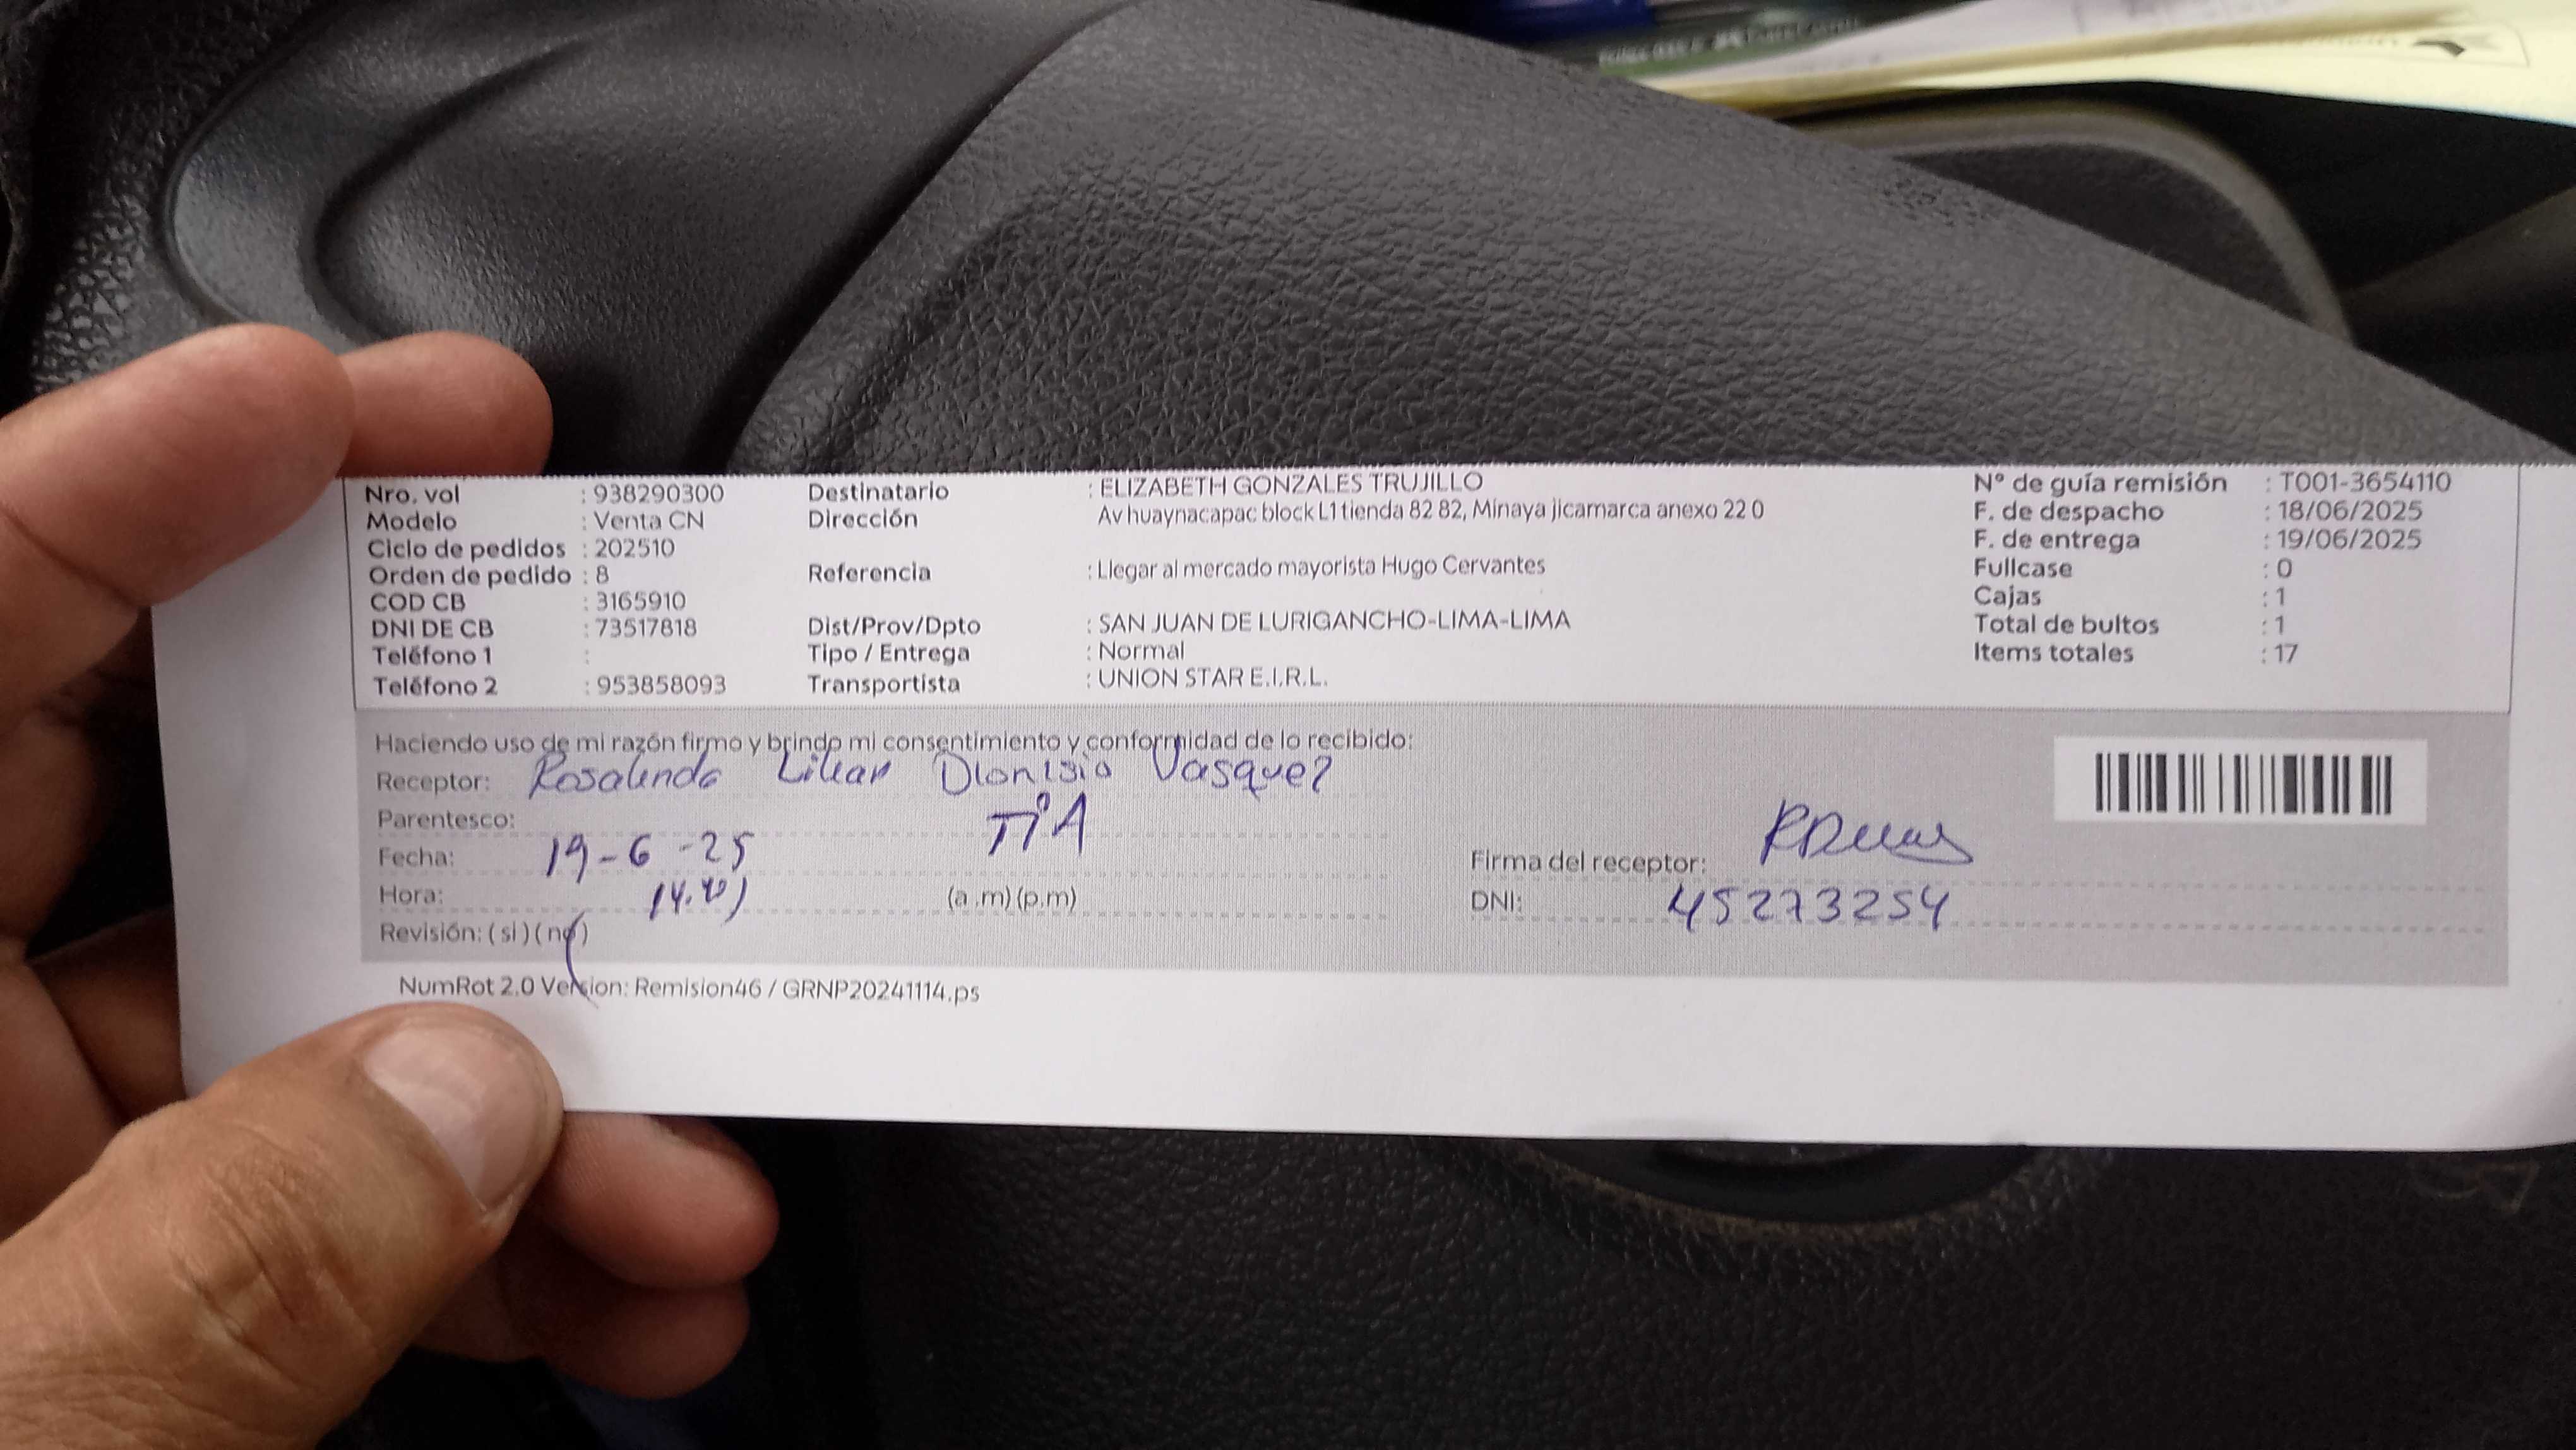 Nro. vol : 938290300
Modelo : Venta CN
Ciclo de pedidos : 202510
Orden de pedido : 8
COD CB : 3165910
DNI DE CB : 73517818
Teléfono 1 :
Teléfono 2 : 953858093
Destinatario : ELIZABETH GONZALES TRUJILLO
Dirección Av huaynacapac block L1 tienda 82 82, Minaya jicamarca anexo 22 0
Referencia : Llegar al mercado mayorista Hugo Cervantes
Dist/Prov/Dpto : SAN JUAN DE LURIGANCHO-LIMA-LIMA
Tipo / Entrega : Normal
Transportista : UNION STAR E.I.R.L.
N° de guía remisión : T001-3654110
F. de despacho : 18/06/2025
F. de entrega : 19/06/2025
Fullcase : 0
Cajas : 1
Total de bultos : 1
Items totales : 17
Haciendo uso de mi razón firmo y brindo mi consentimiento y conformidad de lo recibido:
Receptor: Rosalinda Lilian Dionisio Vasquez
Parentesco: TIA
Fecha: 19-6-25
Hora: (a .m) (p.m)
Revisión: ( si ) ( no )
Firma del receptor:
DNI: 45273254
NumRot 2.0 Version: Remision46 / GRNP20241114.ps